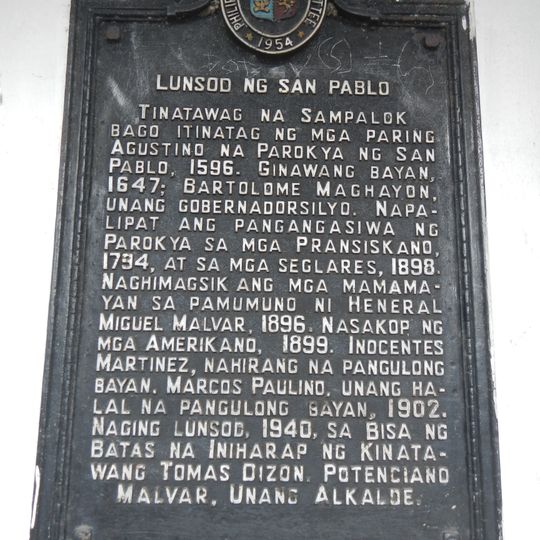 PHILIP
TTEE
1954
LUNSOD NG SAN PABLO
TINATAWAG NA SAMPALOK
BAGO ITINATAG NG MGA PARING
AGUSTINO NA PAROKYA NG SAN
PABLO, 1596. GINAWANG BAYAN,
1647; BARTOLOME MAGHAYON,
UNANG GOBERNADORSILYO. NAPA-
LIPAT ANG PANGANGASIWA NG
PAROKYA SA MGA PRANSISKANO,
1794, AT SA MGA SEGLARES, 1898.
NAGHIMAGSIK ANG MGA MAMAMA-
YAN SA PAMUMUNO NI HENERAL
MIGUEL MALVAR, 1896. NASAKOP NG
MGA AMERIKANO, 1899. INOCENTES
MARTINEZ, NAHIRANG NA PANGULONG
BAYAN. MARCOS PAULINO, UNANG HA-
LAL NA PANGULONG BAYAN, 1902.
NAGING LUNSOD, 1940, SA BISA NG
BATAS NA INIHARAP NG KINATA-
WANG TOMAS DIZON. POTENCIANO
MALVAR, UNANG ALKALDE.